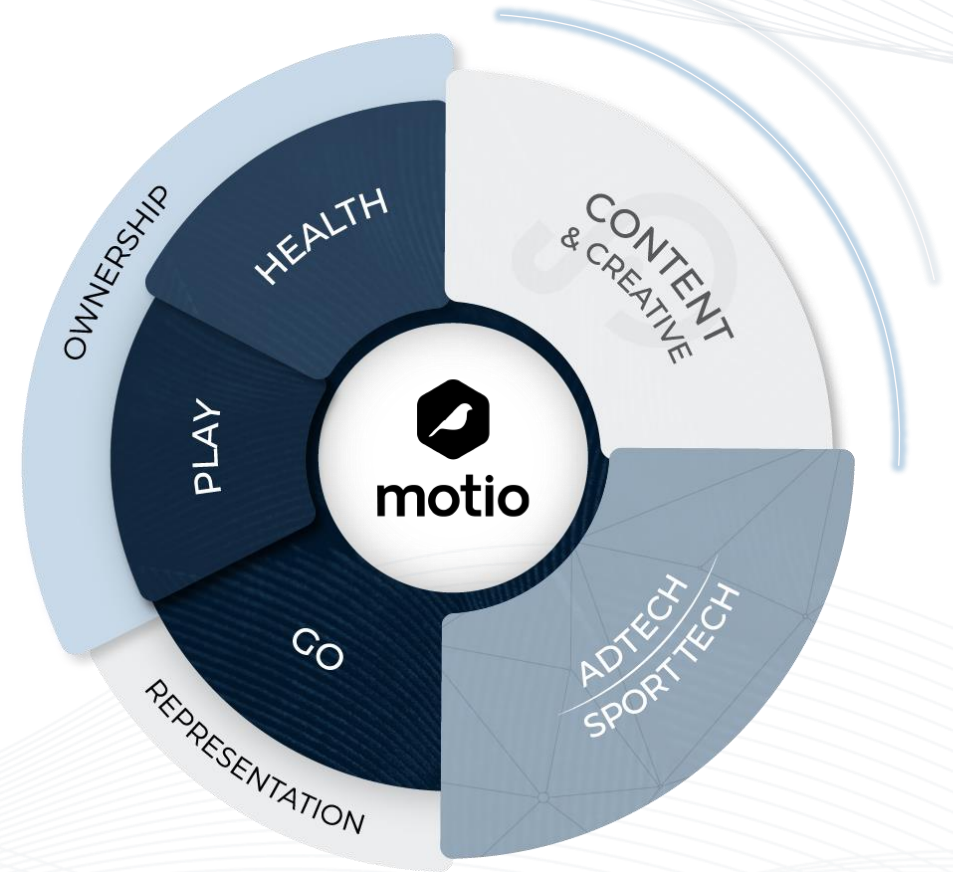 OWNERSHIP
HEALTH
CONTENT
& CREATIVE
PLAY
motio
GO
ADTECH
SPORTTECH
REPRESENTATION